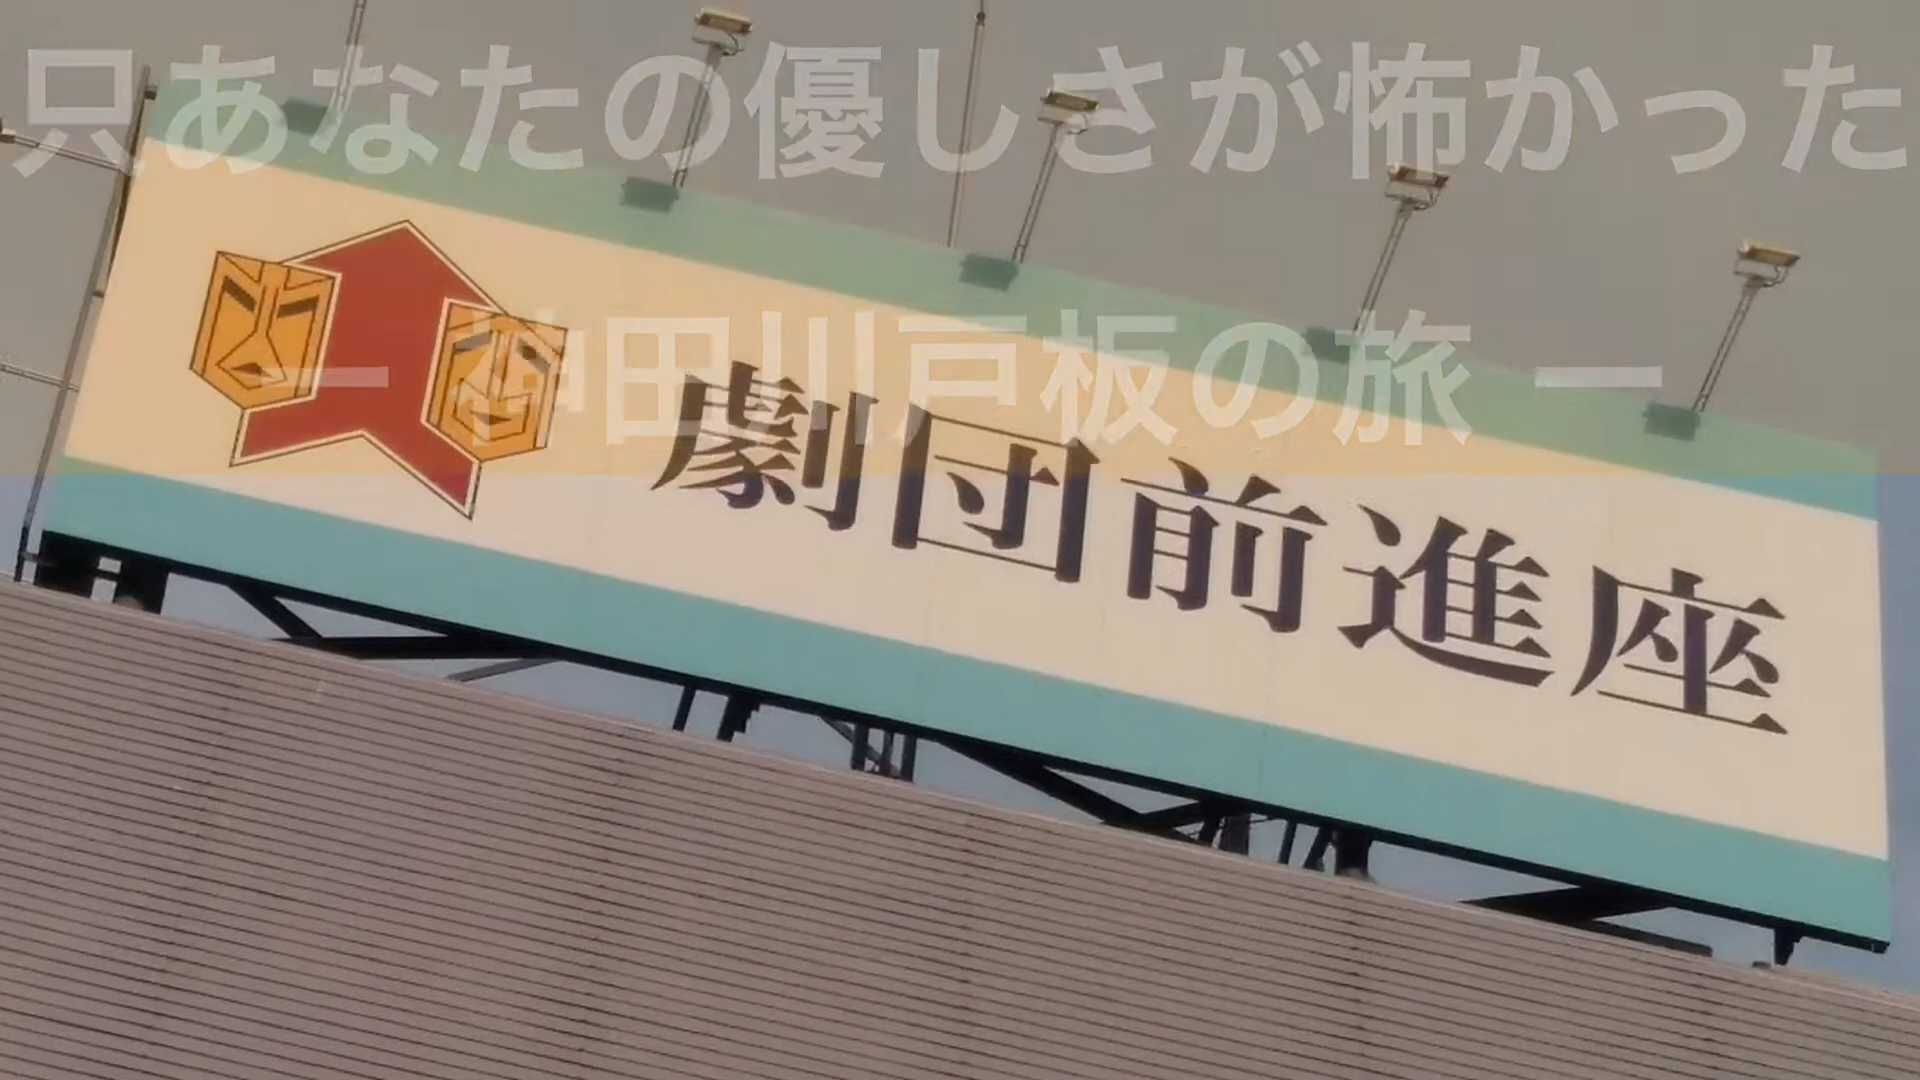 只あなたの優しさが怖かった
ー 神田川戸板の旅 ー
劇団前進座